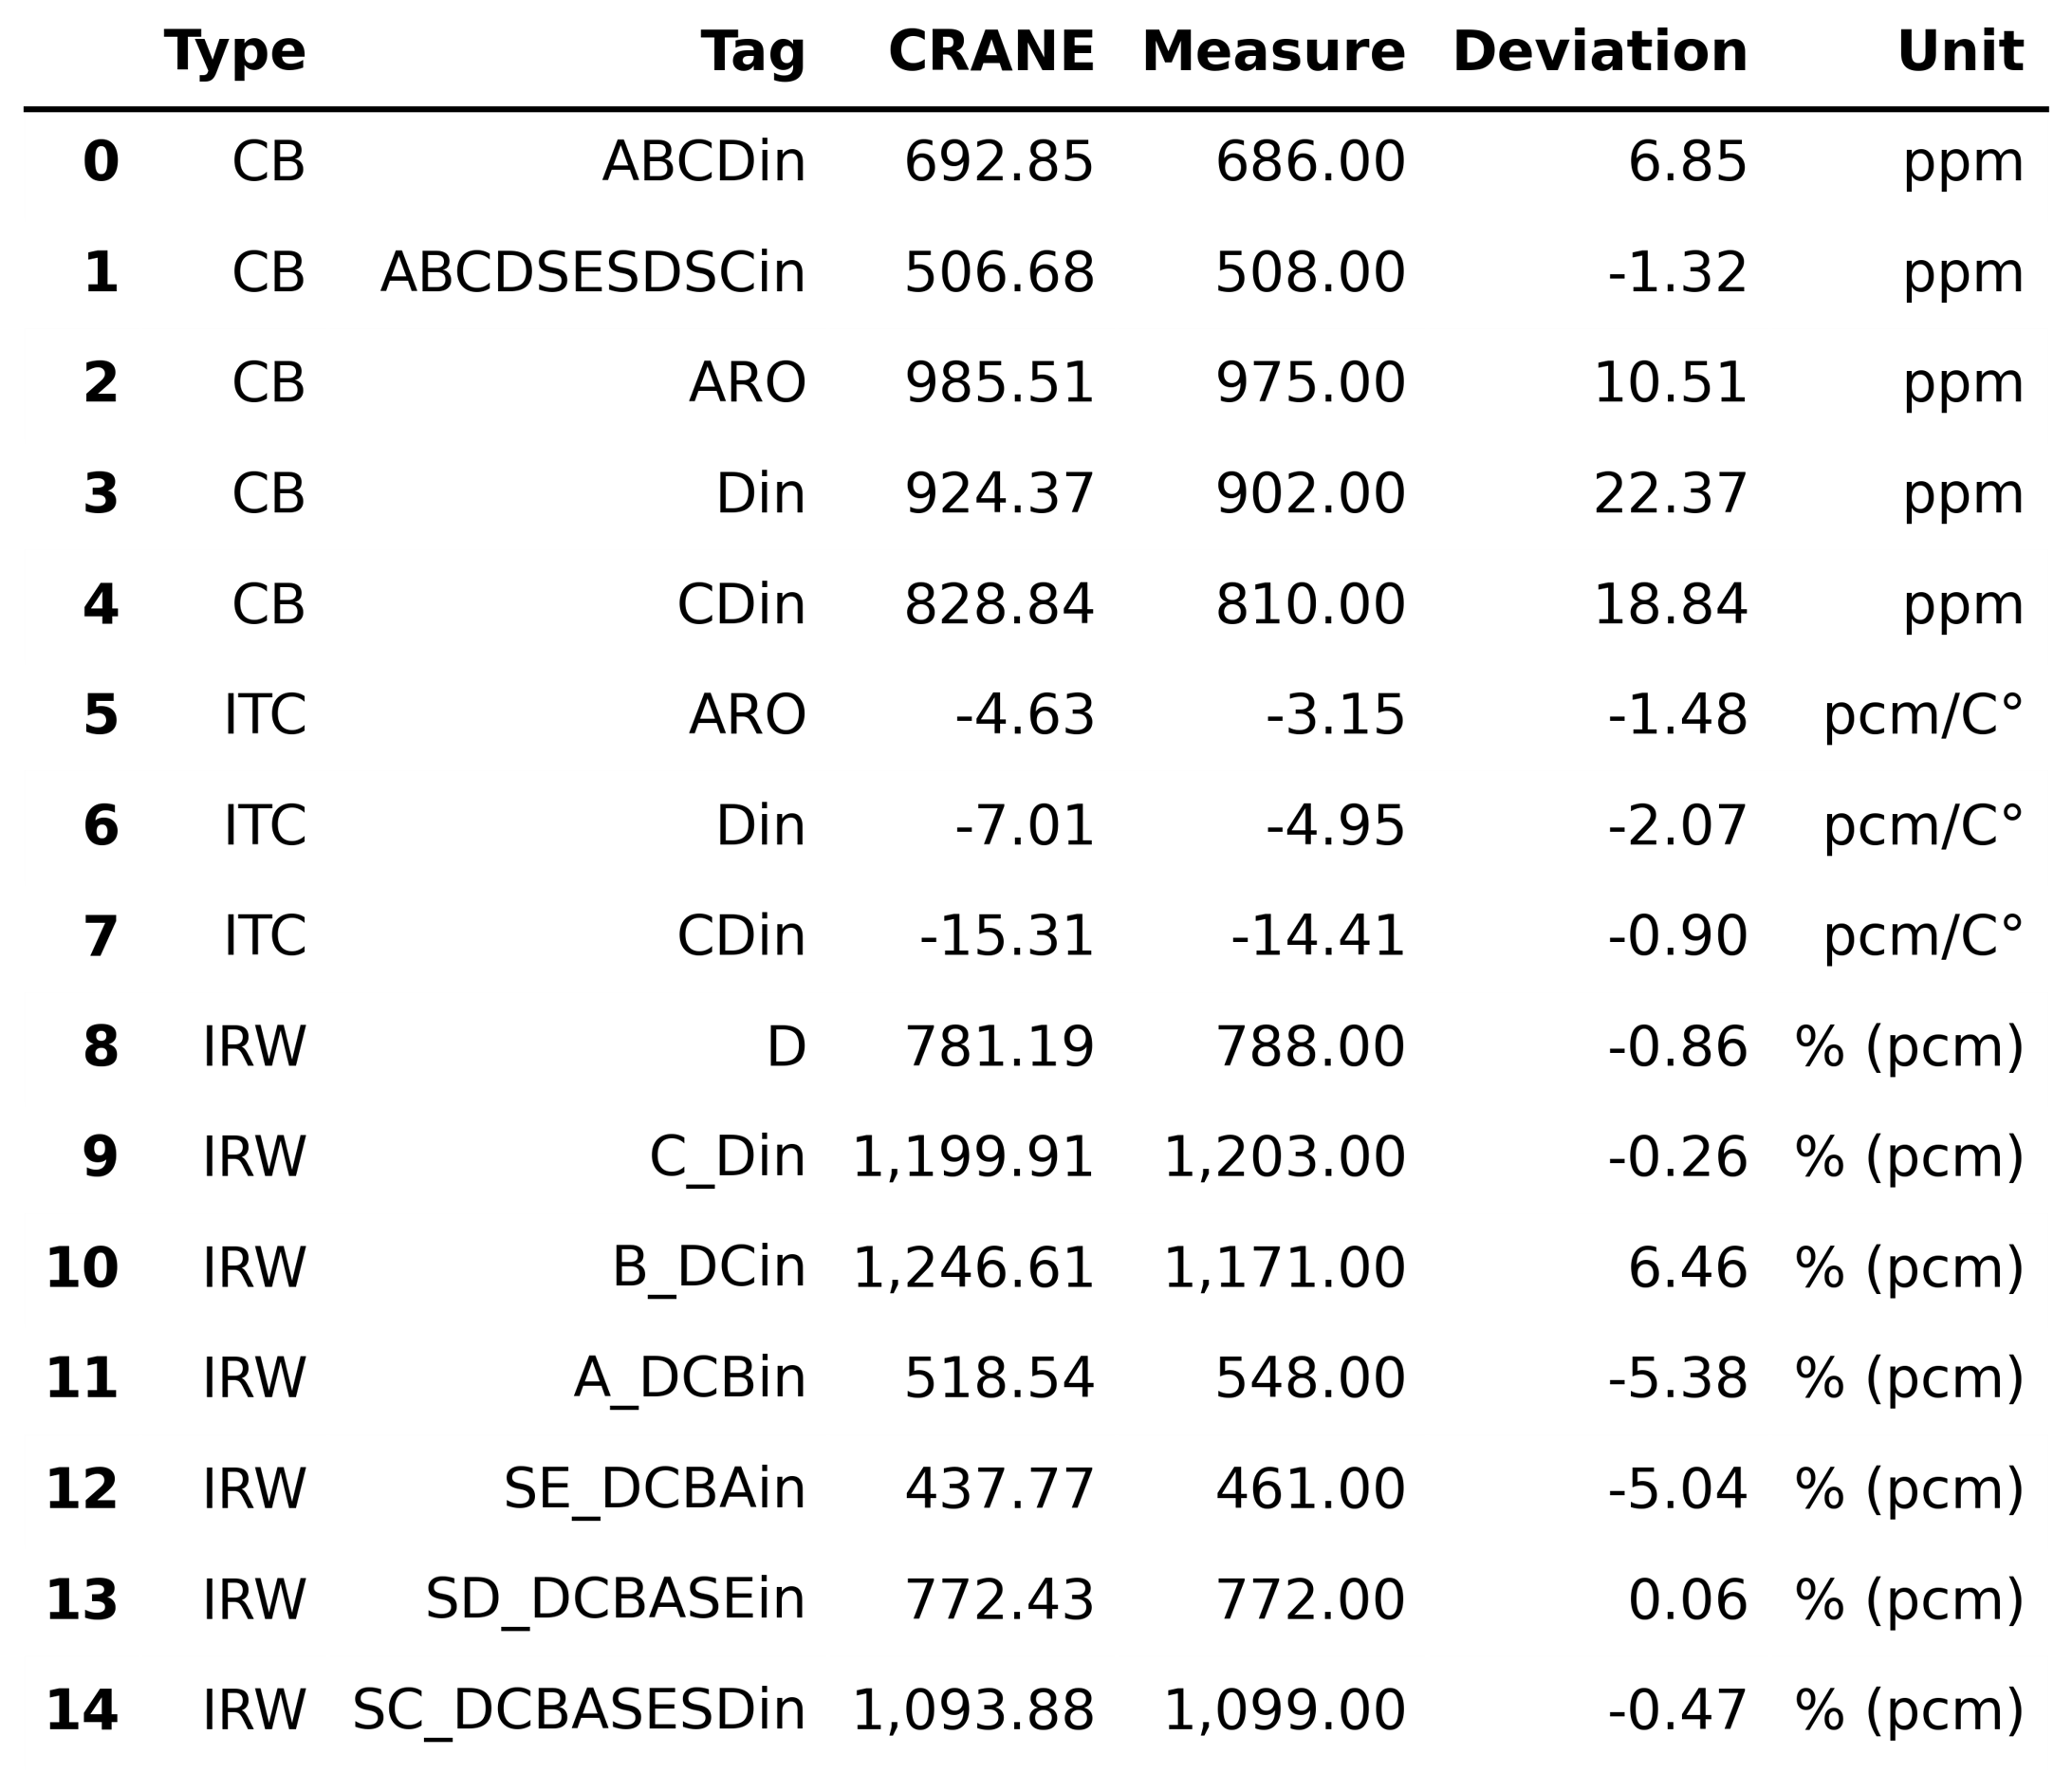 Type Tag CRANE Measure Deviation Unit
0 CB ABCDin 692.85 686.00 6.85 ppm
1 CB ABCDSESDSCin 506.68 508.00 -1.32 ppm
2 CB ARO 985.51 975.00 10.51 ppm
3 CB Din 924.37 902.00 22.37 ppm
4 CB CDin 828.84 810.00 18.84 ppm
5 ITC ARO -4.63 -3.15 -1.48 pcm/C°
6 ITC Din -7.01 -4.95 -2.07 pcm/C°
7 ITC CDin -15.31 -14.41 -0.90 pcm/C°
8 IRW D 781.19 788.00 -0.86 % (pcm)
9 IRW C_Din 1,199.91 1,203.00 -0.26 % (pcm)
10 IRW B_DCin 1,246.61 1,171.00 6.46 % (pcm)
11 IRW A_DCBin 518.54 548.00 -5.38 % (pcm)
12 IRW SE_DCBAin 437.77 461.00 -5.04 % (pcm)
13 IRW SD_DCBASEin 772.43 772.00 0.06 % (pcm)
14 IRW SC_DCBASESDin 1,093.88 1,099.00 -0.47 % (pcm)